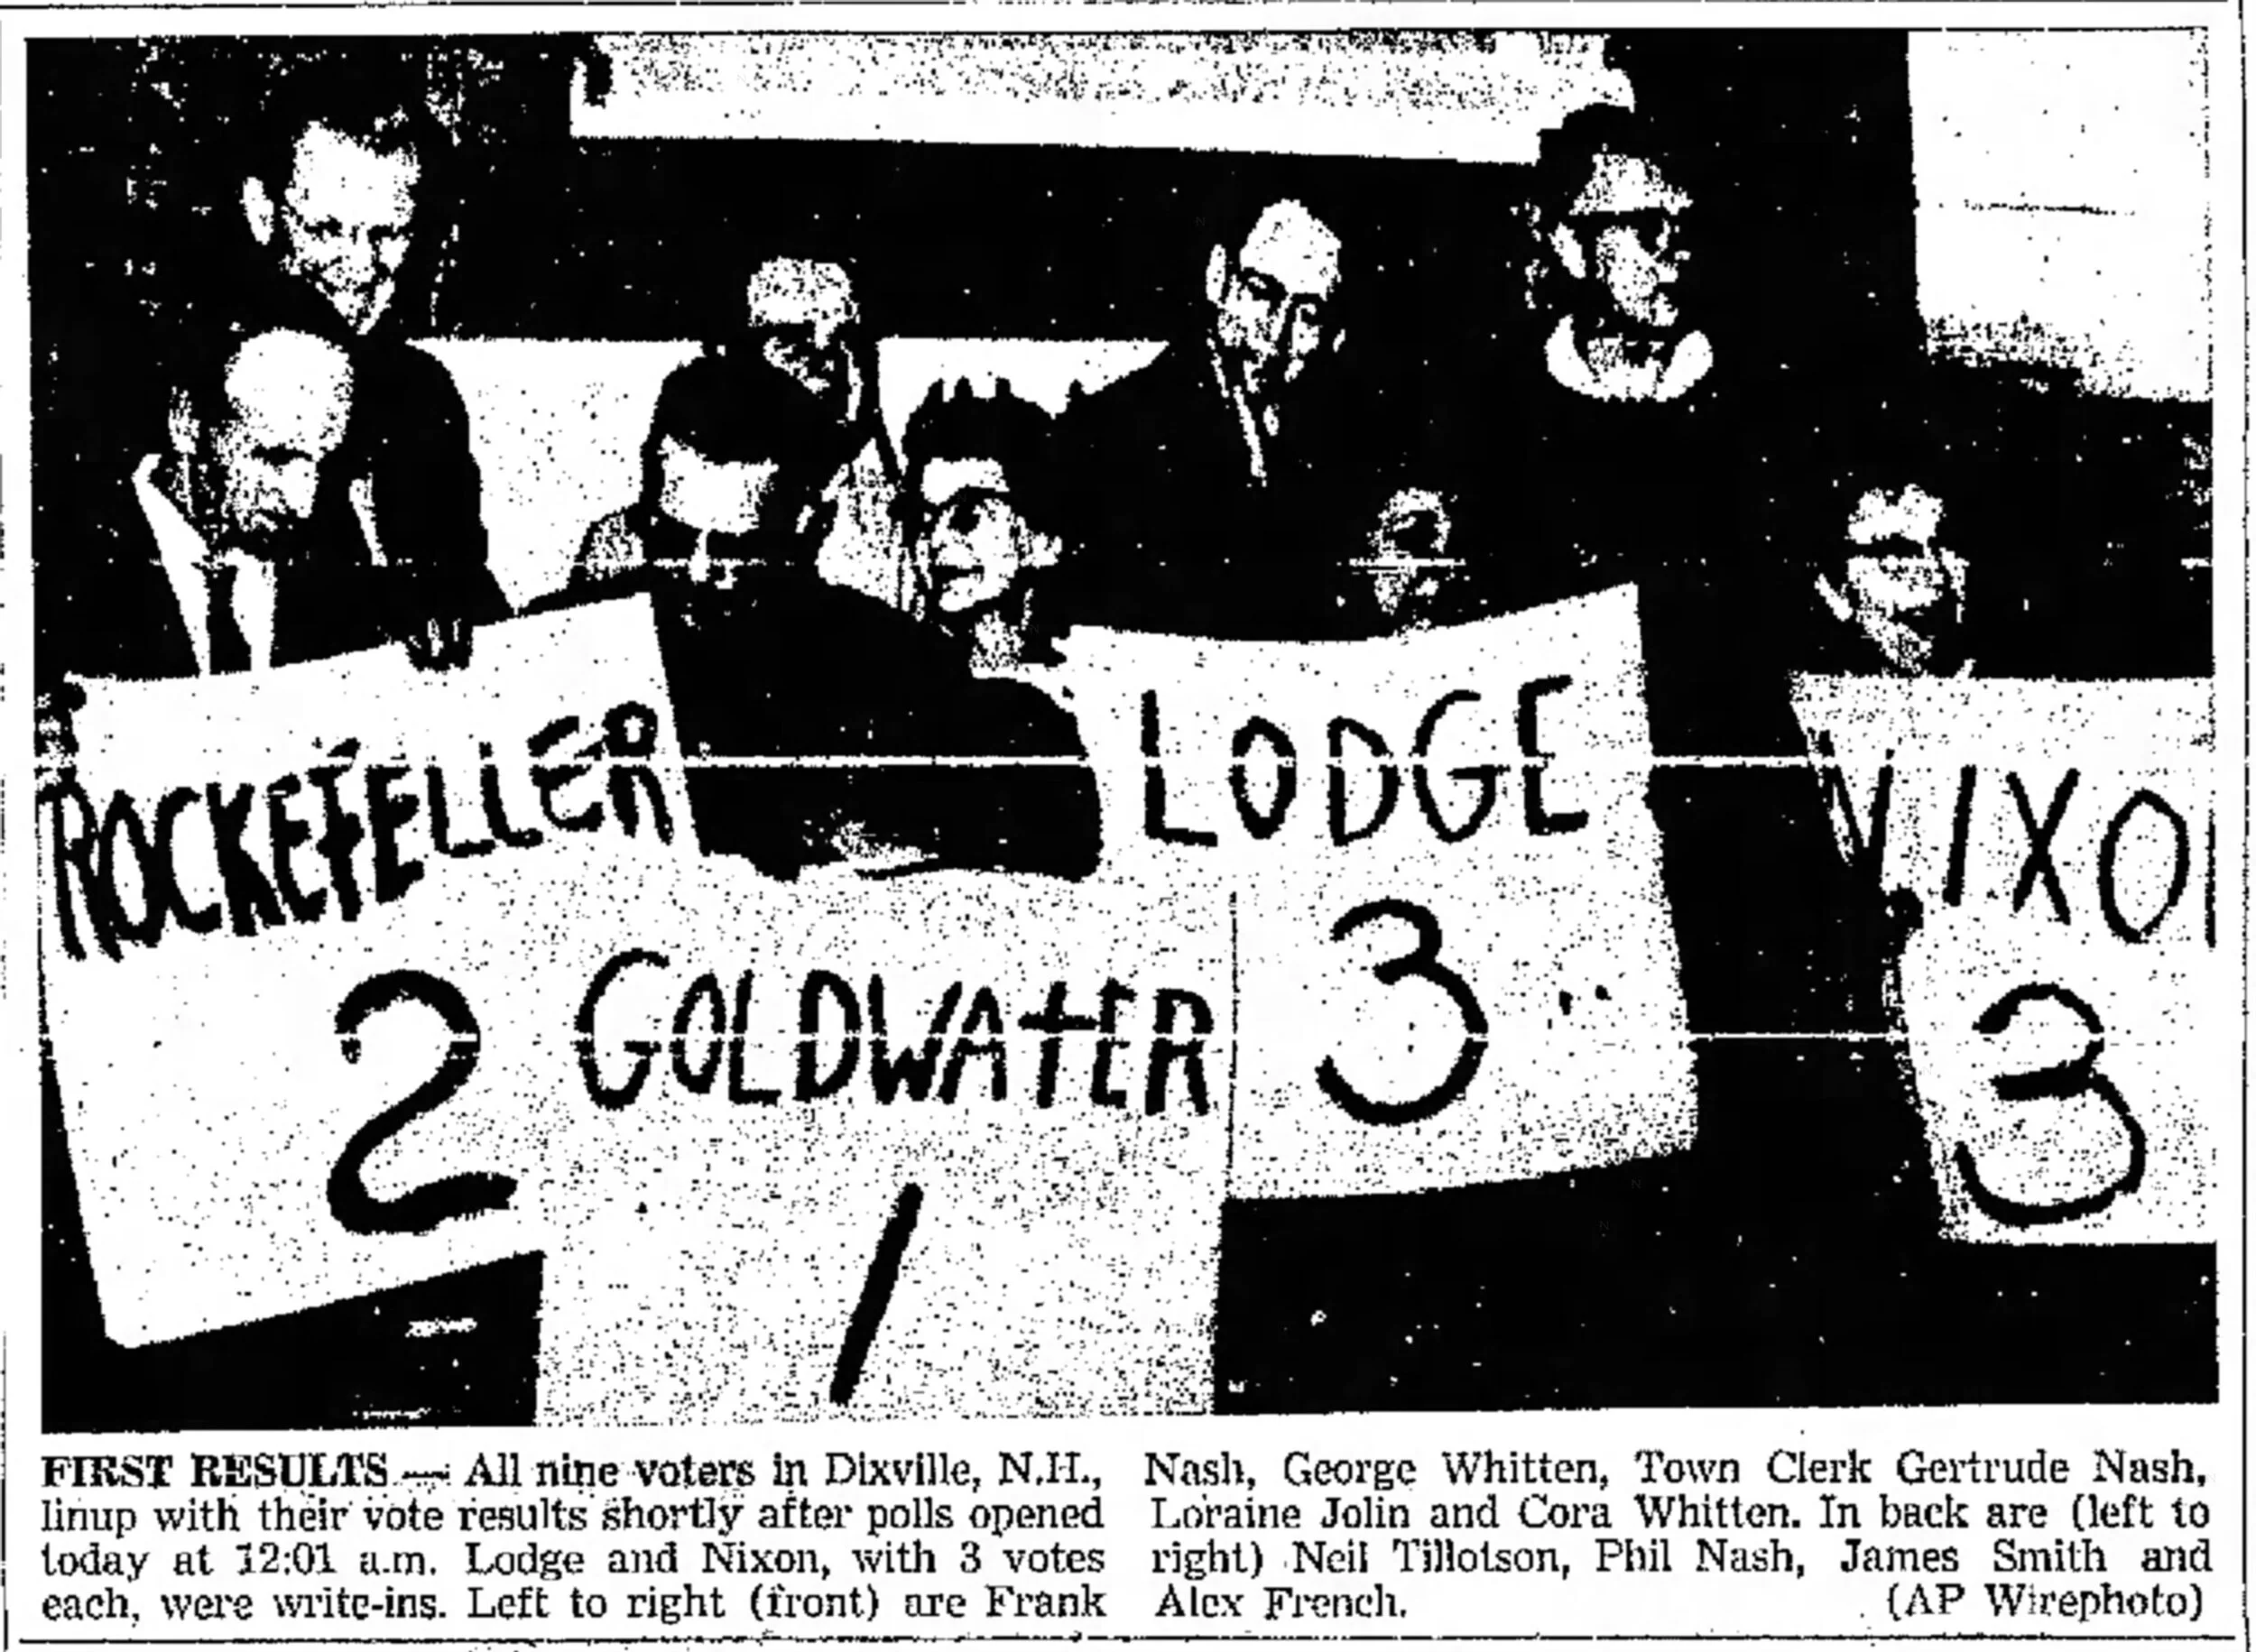 ROCKEFELLER
2
GOLDWATER
1
LODGE
3
NIXO
3
FIRST RESULTS — All nine voters in Dixville, N.H.,
linup with their vote results shortly after polls opened
today at 12:01 a.m. Lodge and Nixon, with 3 votes
each, were write-ins. Left to right (front) are Frank
Nash, George Whitten, Town Clerk Gertrude Nash,
Loraine Jolin and Cora Whitten. In back are (left to
right) Neil Tillotson, Phil Nash, James Smith and
Alex French. (AP Wirephoto)